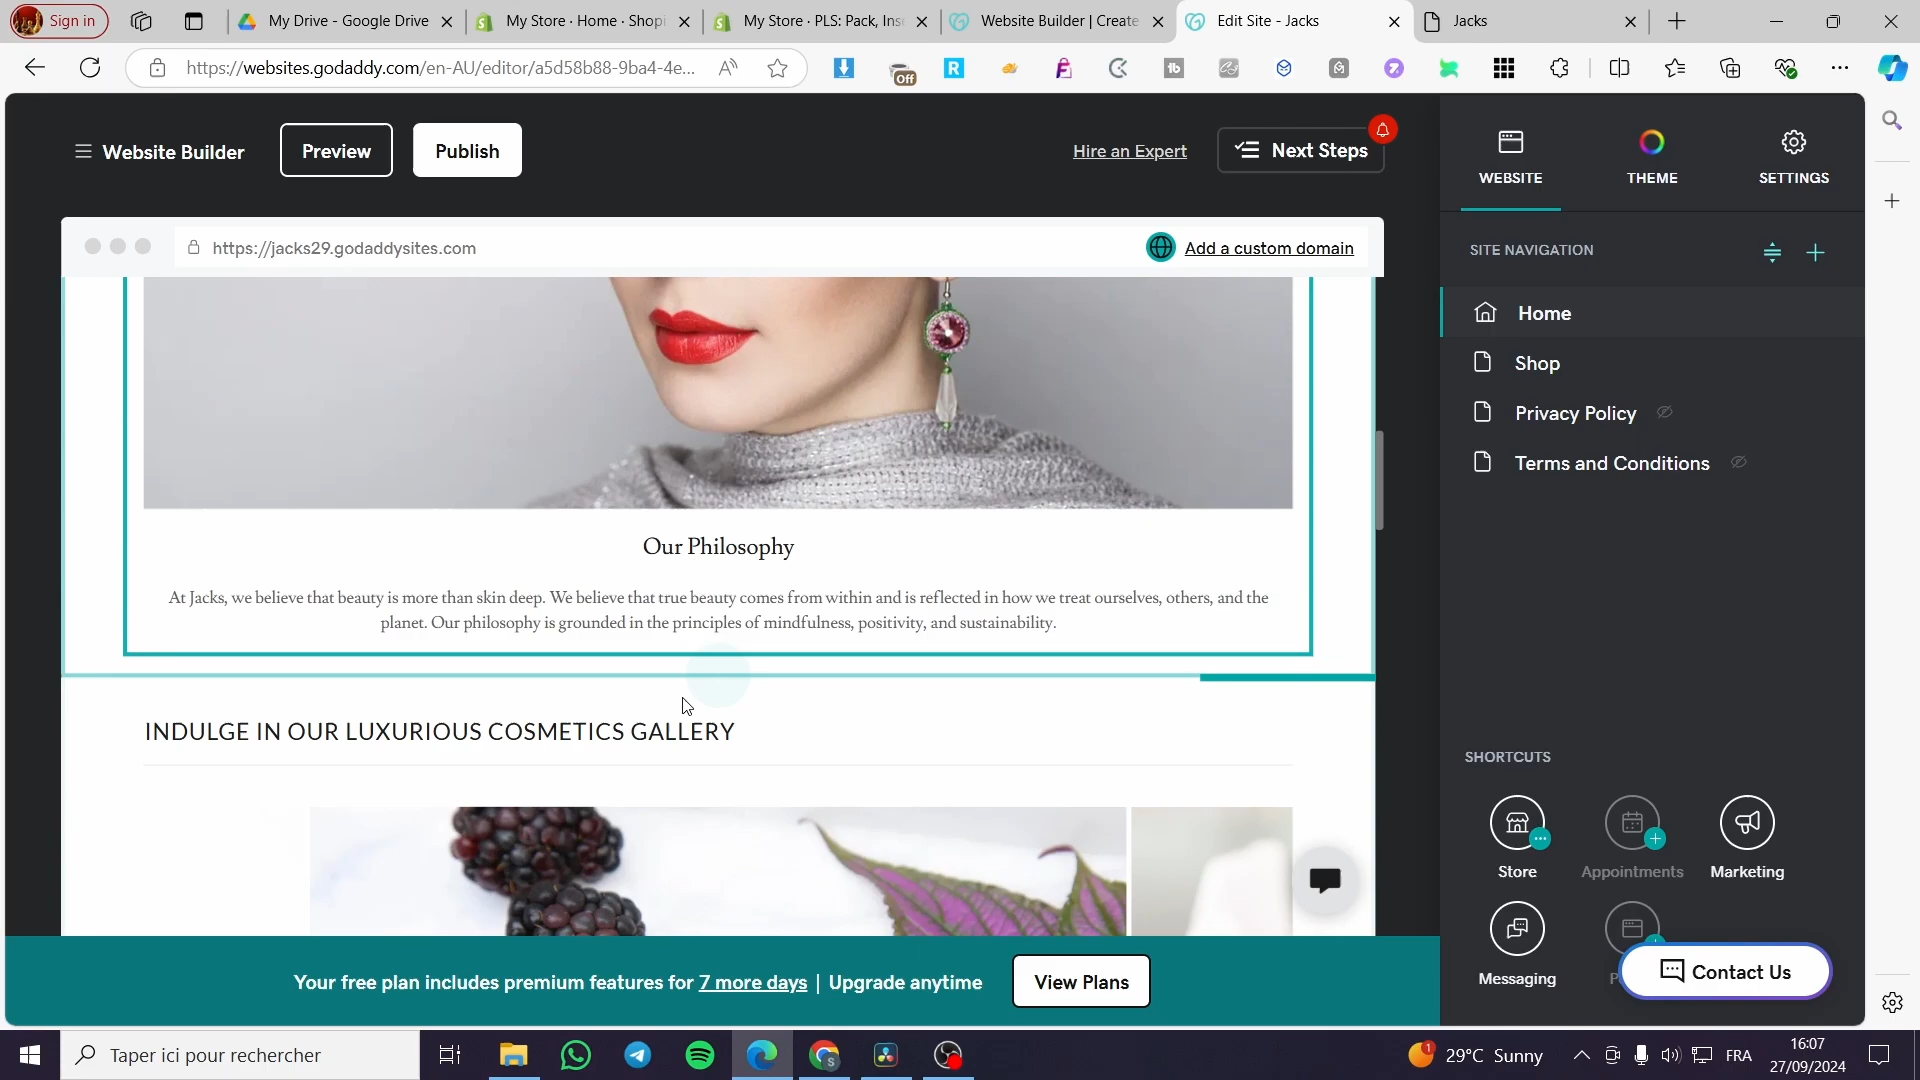 Sign in
My Drive - Google Drive
My Store · Home · Shopi
My Store · PLS: Pack, Ins
Website Builder | Create
Edit Site - Jacks
Jacks
https://websites.godaddy.com/en-AU/editor/a5d58b88-9ba4-4e...
Off
Website Builder
Preview
Publish
Hire an Expert
Next Steps
WEBSITE
THEME
SETTINGS
https://jacks29.godaddysites.com
Add a custom domain
SITE NAVIGATION
Home
Shop
Privacy Policy
Terms and Conditions
Our Philosophy
At Jacks, we believe that beauty is more than skin deep. We believe that true beauty comes from within and is reflected in how we treat ourselves, others, and the
planet. Our philosophy is grounded in the principles of mindfulness, positivity, and sustainability.
INDULGE IN OUR LUXURIOUS COSMETICS GALLERY
SHORTCUTS
Store
Appointments
Marketing
Messaging
Contact Us
Your free plan includes premium features for 7 more days | Upgrade anytime
View Plans
Taper ici pour rechercher
1
29°C Sunny
FRA
16:07
27/09/2024